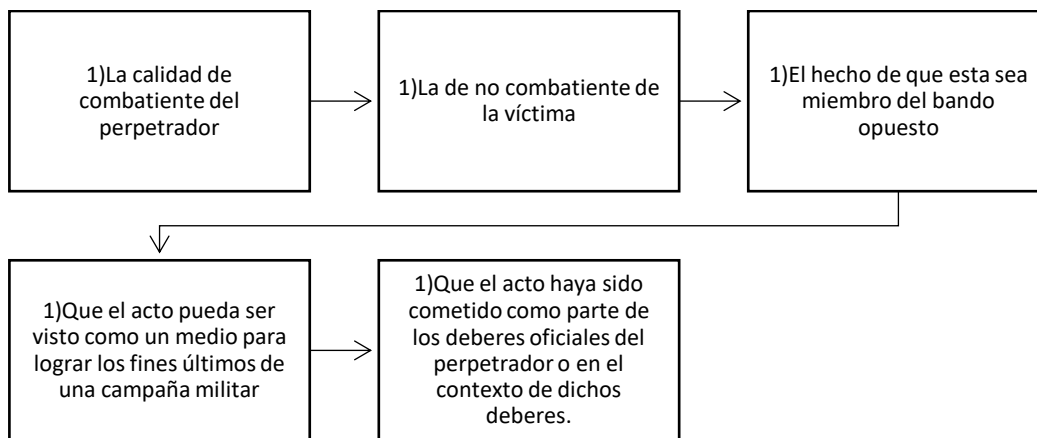 1)La calidad de
combatiente del
perpetrador
1)La de no combatiente de
la víctima
1)El hecho de que esta sea
miembro del bando
opuesto
1)Que el acto pueda ser
visto como un medio para
lograr los fines últimos de
una campaña militar
1)Que el acto haya sido
cometido como parte de
los deberes oficiales del
perpetrador o en el
contexto de dichos
deberes.